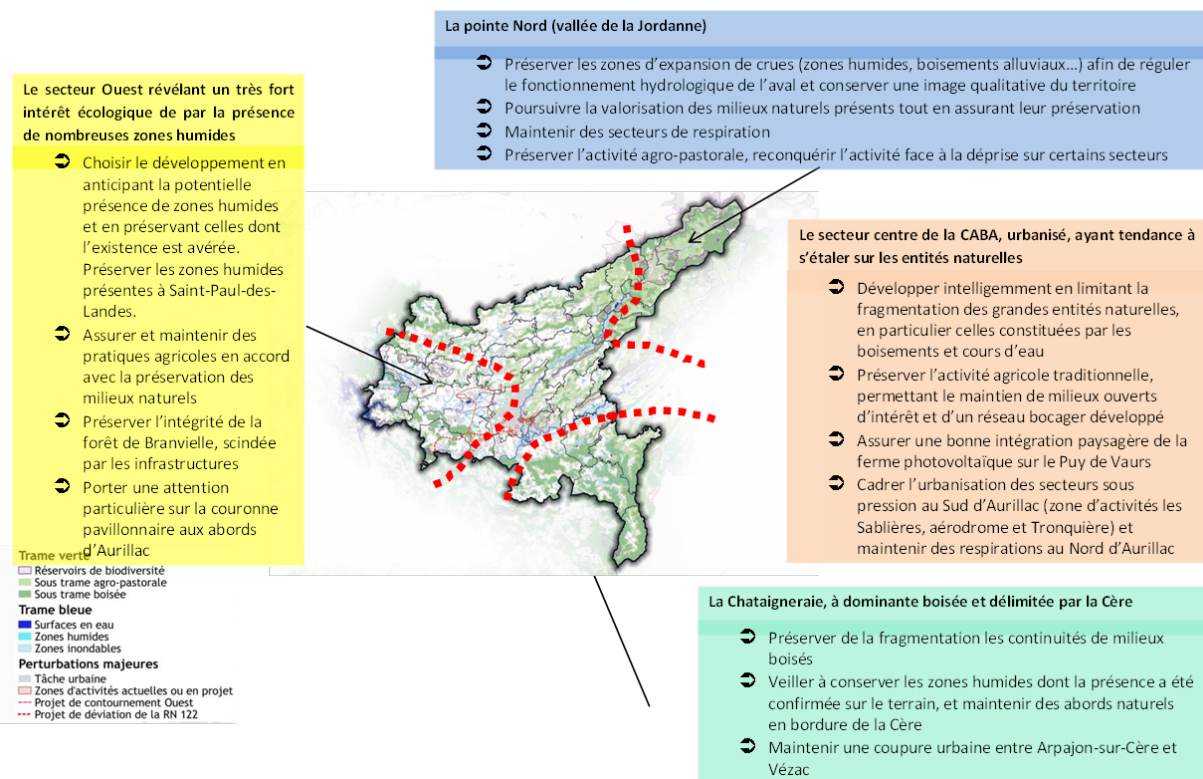 La pointe Nord (vallée de la Jordanne)
➲ Préserver les zones d’expansion de crues (zones humides, boisements alluviaux…) afin de réguler
le fonctionnement hydrologique de l’aval et conserver une image qualitative du territoire
➲ Poursuivre la valorisation des milieux naturels présents tout en assurant leur préservation
➲ Maintenir des secteurs de respiration
➲ Préserver l’activité agro-pastorale, reconquérir l’activité face à la déprise sur certains secteurs
Le secteur Ouest révélant un très fort
intérêt écologique de par la présence
de nombreuses zones humides
➲ Choisir le développement en
anticipant la potentielle
présence de zones humides
et en préservant celles dont
l’existence est avérée.
Préserver les zones humides
présentes à Saint-Paul-des-
Landes.
➲ Assurer et maintenir des
pratiques agricoles en accord
avec la préservation des
milieux naturels
➲ Préserver l’intégrité de la
forêt de Branvielle, scindée
par les infrastructures
➲ Porter une attention
particulière sur la couronne
pavillonnaire aux abords
d’Aurillac
Le secteur centre de la CABA, urbanisé, ayant tendance à
s’étaler sur les entités naturelles
➲ Développer intelligemment en limitant la
fragmentation des grandes entités naturelles,
en particulier celles constituées par les
boisements et cours d’eau
➲ Préserver l’activité agricole traditionnelle,
permettant le maintien de milieux ouverts
d’intérêt et d’un réseau bocager développé
➲ Assurer une bonne intégration paysagère de la
ferme photovoltaïque sur le Puy de Vaurs
➲ Cadrer l’urbanisation des secteurs sous
pression au Sud d’Aurillac (zone d’activités les
Sablières, aérodrome et Tronquière) et
maintenir des respirations au Nord d’Aurillac
Trame verte
Réservoirs de biodiversité
Sous trame agro-pastorale
Sous trame boisée
Trame bleue
Surfaces en eau
Zones humides
Zones inondables
Perturbations majeures
Tâche urbaine
Zones d'activités actuelles ou en projet
Projet de contournement Ouest
Projet de déviation de la RN 122
La Chataigneraie, à dominante boisée et délimitée par la Cère
➲ Préserver de la fragmentation les continuités de milieux
boisés
➲ Veiller à conserver les zones humides dont la présence a été
confirmée sur le terrain, et maintenir des abords naturels
en bordure de la Cère
➲ Maintenir une coupure urbaine entre Arpajon-sur-Cère et
Vézac